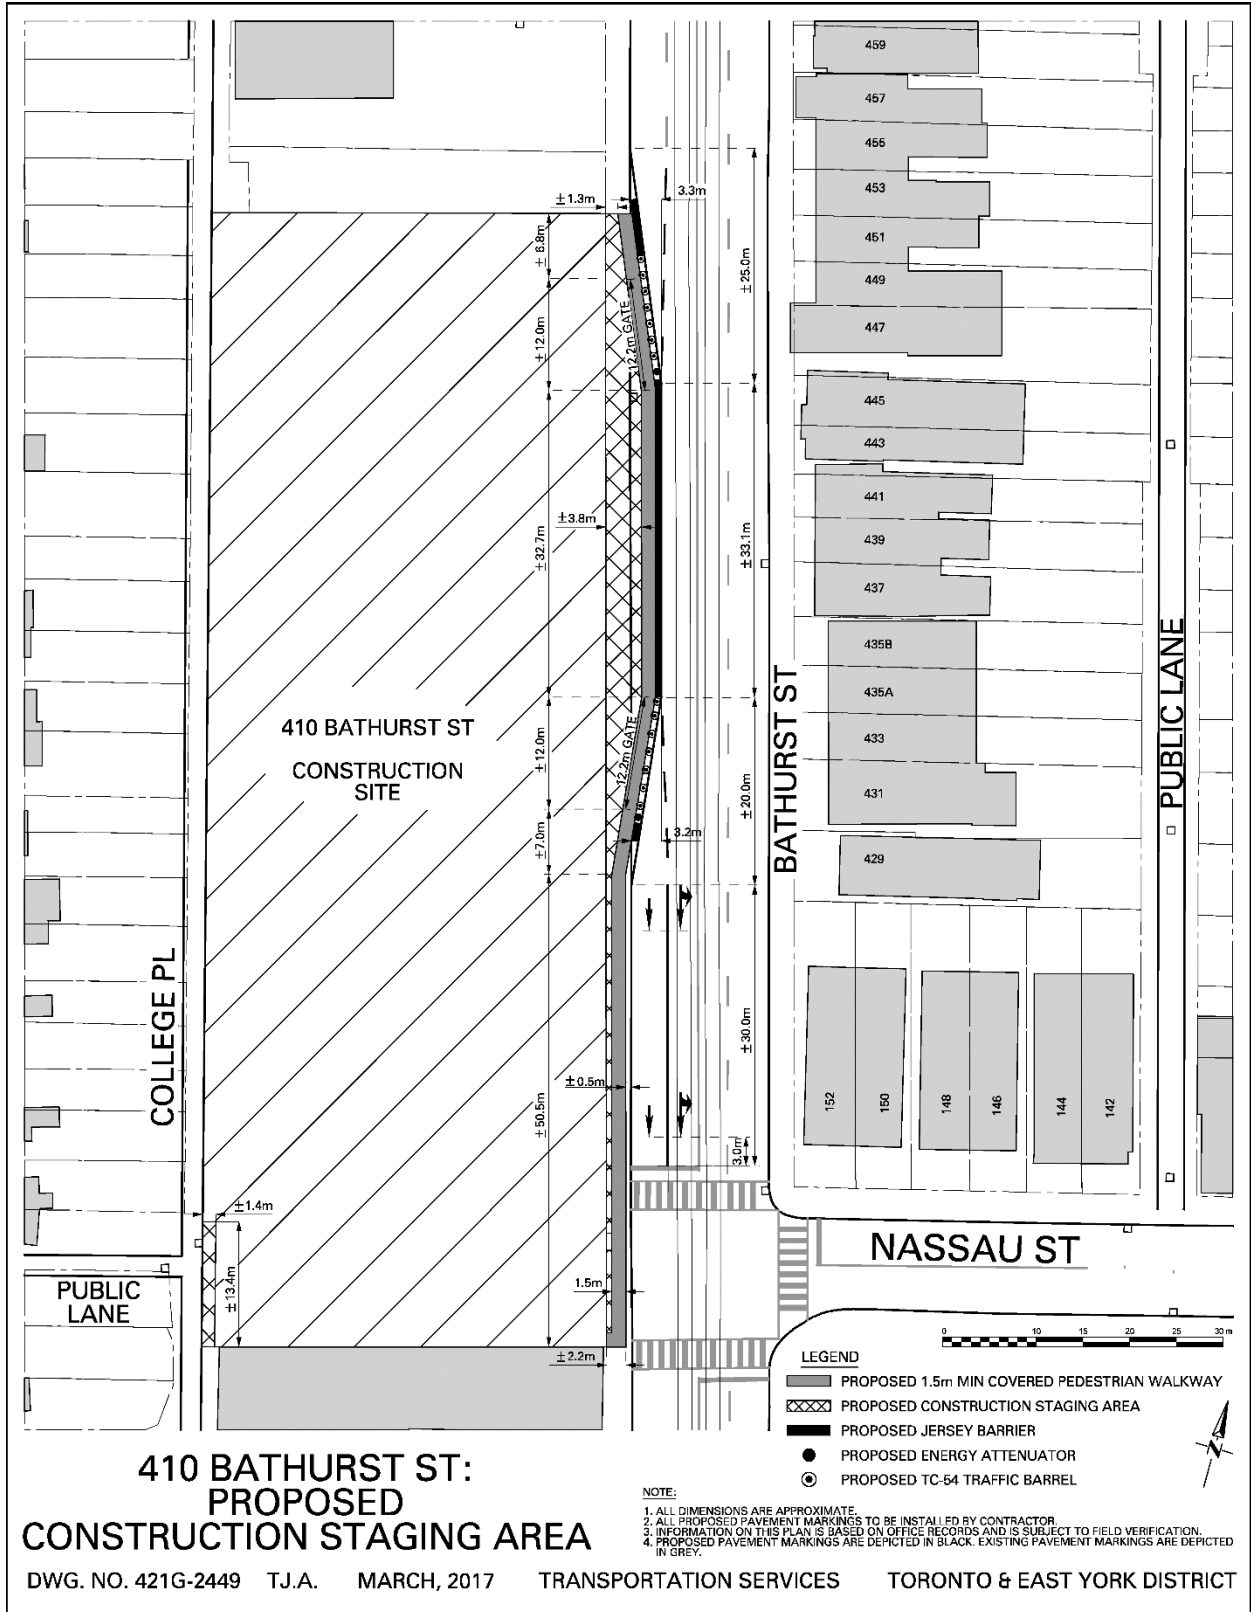 459
457
455
453
451
449
447
445
443
441
439
437
435B
435A
433
431
429
±1.3m
3.3m
±6.8m
±25.0m
±12.0m
12.2m GATE
±3.8m
±32.7m
±33.1m
410 BATHURST ST
CONSTRUCTION
SITE
±12.0m
12.2m GATE
±20.0m
±7.0m
3.2m
BATHURST ST
PUBLIC LANE
COLLEGE PL
±0.5m
±50.5m
±30.0m
3.0m
152
150
148
146
144
142
±1.4m
±13.4m
1.5m
±2.2m
PUBLIC
LANE
NASSAU ST
0 10 15 20 25 30 m
LEGEND
PROPOSED 1.5m MIN COVERED PEDESTRIAN WALKWAY
PROPOSED CONSTRUCTION STAGING AREA
PROPOSED JERSEY BARRIER
PROPOSED ENERGY ATTENUATOR
PROPOSED TC-54 TRAFFIC BARREL
N
410 BATHURST ST:
PROPOSED
CONSTRUCTION STAGING AREA
NOTE:
1. ALL DIMENSIONS ARE APPROXIMATE.
2. ALL PROPOSED PAVEMENT MARKINGS TO BE INSTALLED BY CONTRACTOR.
3. INFORMATION ON THIS PLAN IS BASED ON OFFICE RECORDS AND IS SUBJECT TO FIELD VERIFICATION.
4. PROPOSED PAVEMENT MARKINGS ARE DEPICTED IN BLACK. EXISTING PAVEMENT MARKINGS ARE DEPICTED
IN GREY.
DWG. NO. 421G-2449 T.J.A. MARCH, 2017 TRANSPORTATION SERVICES TORONTO & EAST YORK DISTRICT